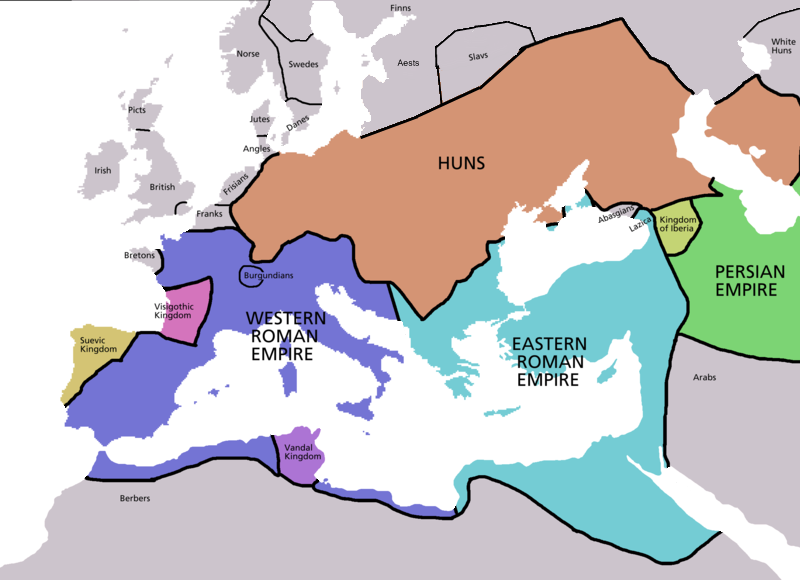 Finns
Norse
Swedes
Aests
Slavs
White
Huns
Picts
Jutes
Danes
Angles
Irish
British
Frisians
HUNS
Franks
Abasgians
Lazica
Kingdom
of Iberia
Bretons
Burgundians
PERSIAN
EMPIRE
Visigothic
Kingdom
WESTERN
ROMAN
EMPIRE
Suevic
Kingdom
EASTERN
ROMAN
EMPIRE
Arabs
Vandal
Kingdom
Berbers